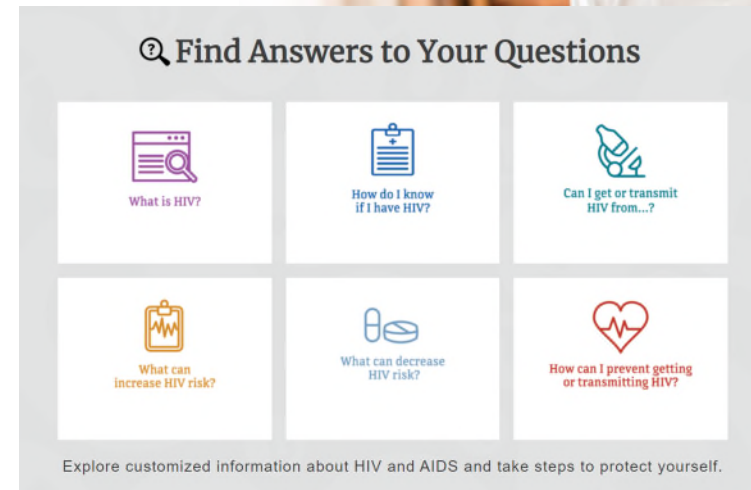 Find Answers to Your Questions
What is HIV?
How do I know
if I have HIV?
Can I get or transmit
HIV from...?
What can
increase HIV risk?
What can decrease
HIV risk?
How can I prevent getting
or transmitting HIV?
Explore customized information about HIV and AIDS and take steps to protect yourself.